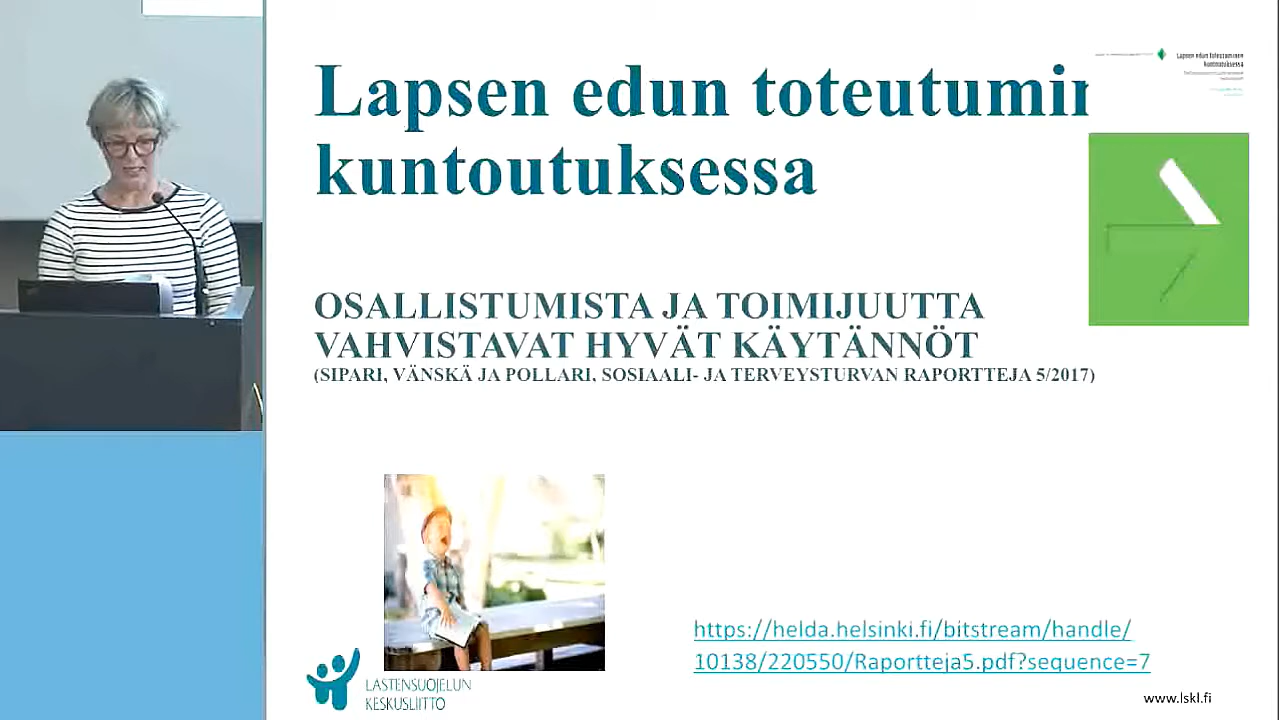 Lapsen edun toteutumin
kuntoutuksessa
Lapsen edun toteutuminen
kuntoutuksessa
OSALLISTUMISTA JA TOIMIJUUTTA
VAHVISTAVAT HYVÄT KÄYTÄNNÖT
(SIPARI, VÄNSKÄ JA POLLARI, SOSIAALI- JA TERVEYSTURVAN RAPORTTEJA 5/2017)
https://helda.helsinki.fi/bitstream/handle/
10138/220550/Raportteja5.pdf?sequence=7
LASTENSUOJELUN
KESKUSLIITTO
www.lskl.fi